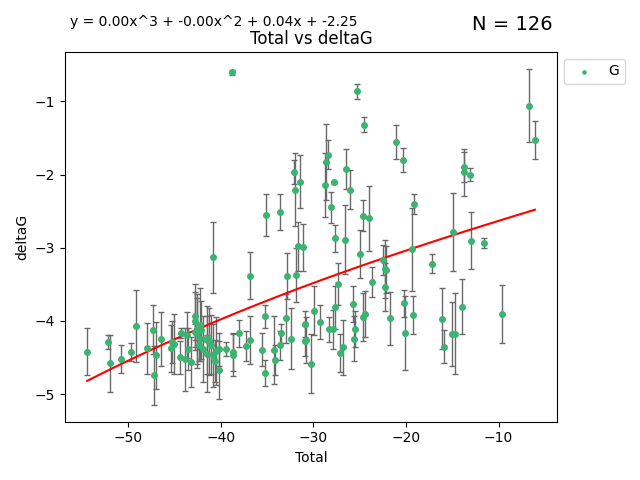 y = 0.00x^3 + -0.00x^2 + 0.04x + -2.25
N = 126
Total vs deltaG
G
−1
−2
−3
−4
−5
deltaG
−50 −40 −30 −20 −10
Total